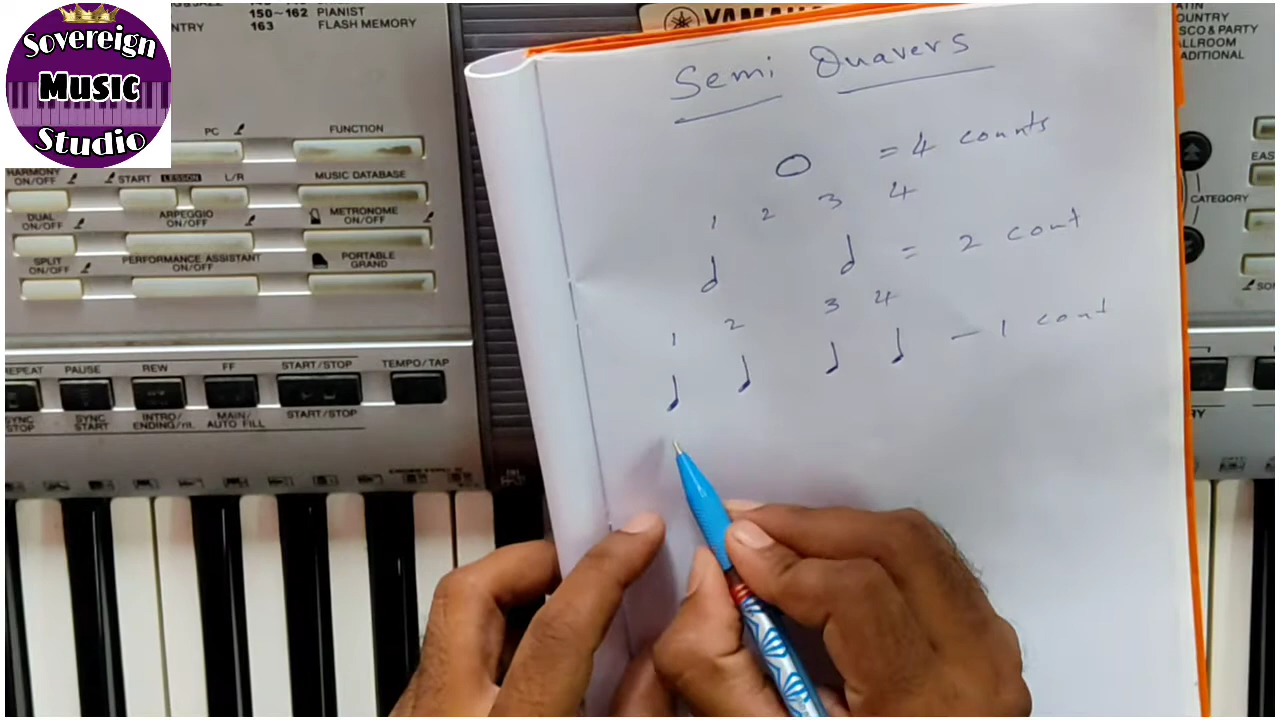 Sovereign
Music
Studio
150~162 PIANIST
NTRY 163 FLASH MEMORY
YAMAHA
COUNTRY
DISCO & PARTY
BALLROOM
TRADITIONAL
PC FUNCTION
HARMONY ON/OFF START LESSON L/R MUSIC DATABASE
DUAL ON/OFF ARPEGGIO ON/OFF METRONOME ON/OFF
SPLIT ON/OFF PERFORMANCE ASSISTANT ON/OFF PORTABLE GRAND
REPEAT PAUSE REW FF START/STOP TEMPO/TAP
SYNC STOP SYNC START INTRO/ENDING/rit. MAIN/AUTO FILL START/STOP
CATEGORY
Semi Quavers
= 4 counts
1 2 3 4
= 2 cont
1 2 3 4
— 1 cont